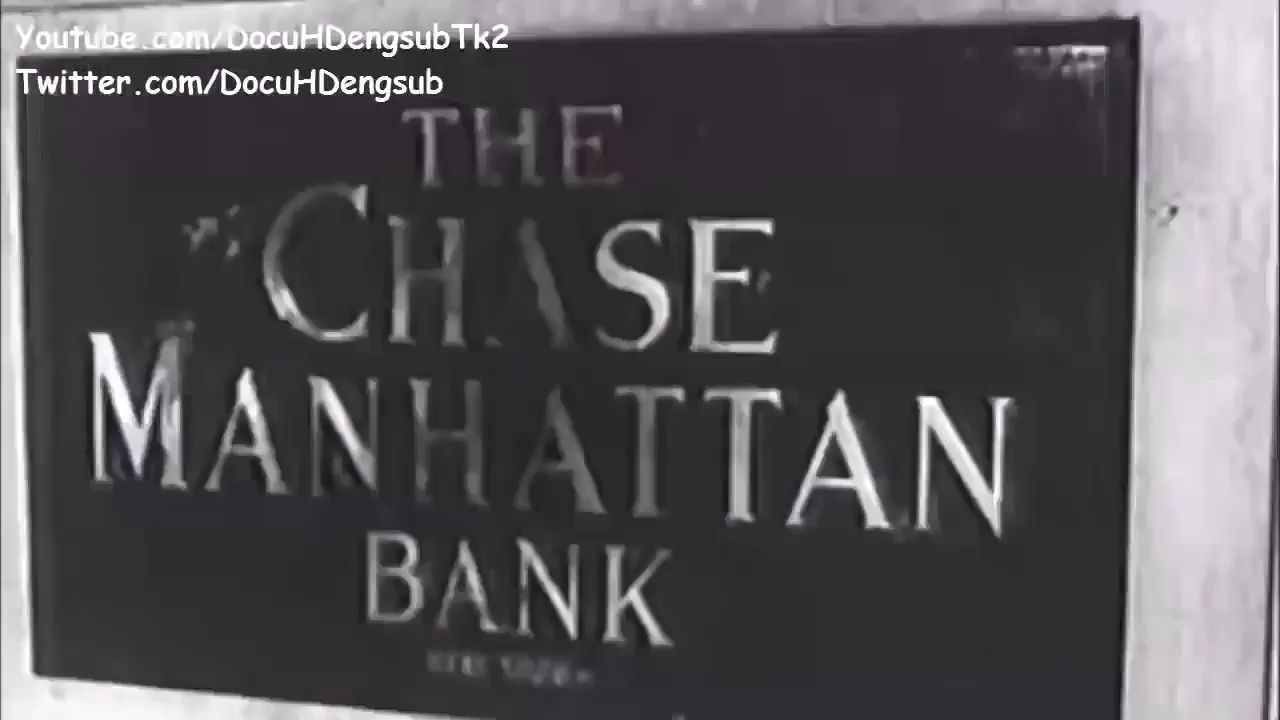 Youtube.com/DocuHDengsubTk2
Twitter.com/DocuHDengsub
THE
CHASE
MANHATTAN
BANK